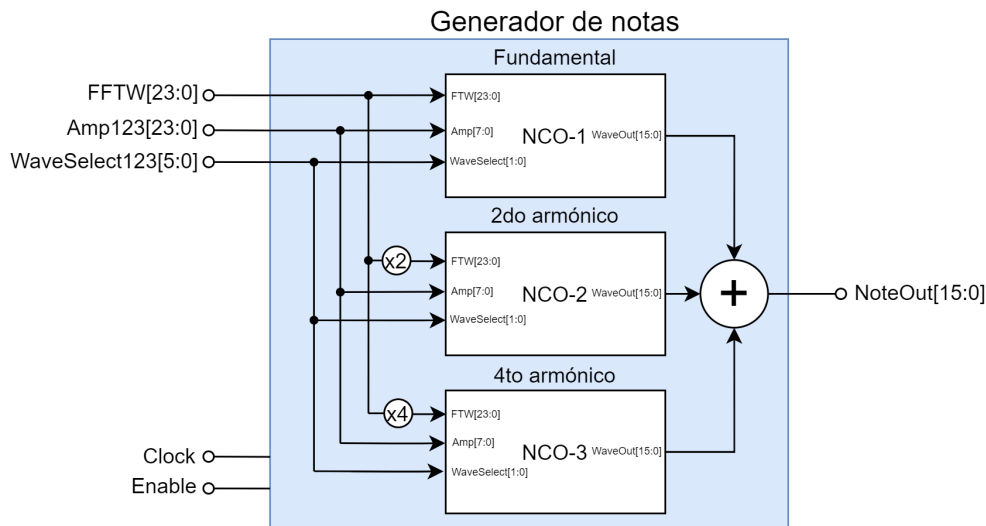 Generador de notas
Fundamental
FFTW[23:0]
FTW[23:0]
Amp123[23:0]
Amp[7:0]
NCO-1
WaveOut[15:0]
WaveSelect123[5:0]
WaveSelect[1:0]
2do armónico
x2
FTW[23:0]
Amp[7:0]
NCO-2
WaveOut[15:0]
+
NoteOut[15:0]
WaveSelect[1:0]
4to armónico
x4
FTW[23:0]
Amp[7:0]
NCO-3
WaveOut[15:0]
WaveSelect[1:0]
Clock
Enable